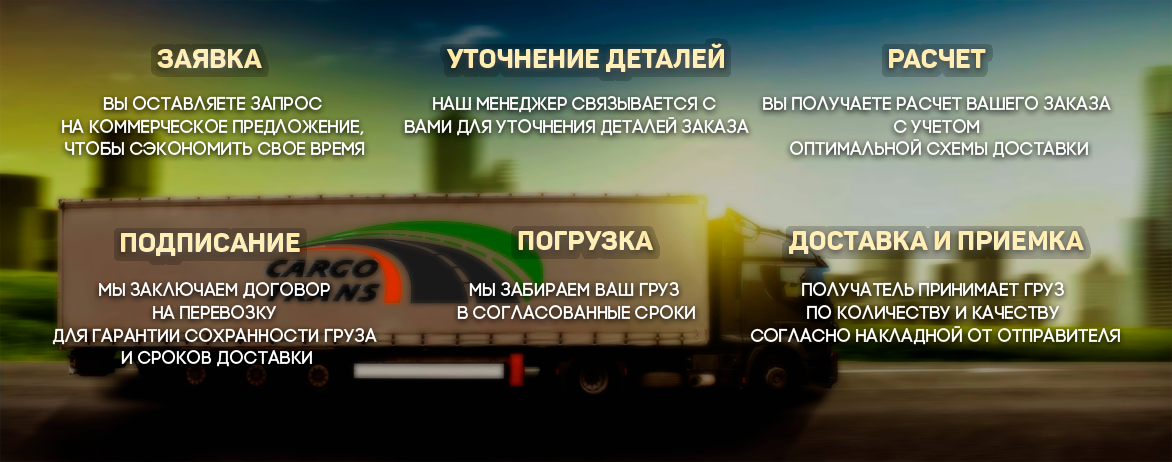 ЗАЯВКА
ВЫ ОСТАВЛЯЕТЕ ЗАПРОС
НА КОММЕРЧЕСКОЕ ПРЕДЛОЖЕНИЕ,
ЧТОБЫ СЭКОНОМИТЬ СВОЕ ВРЕМЯ
УТОЧНЕНИЕ ДЕТАЛЕЙ
НАШ МЕНЕДЖЕР СВЯЗЫВАЕТСЯ С
ВАМИ ДЛЯ УТОЧНЕНИЯ ДЕТАЛЕЙ ЗАКАЗА
РАСЧЕТ
ВЫ ПОЛУЧАЕТЕ РАСЧЕТ ВАШЕГО ЗАКАЗА
С УЧЕТОМ
ОПТИМАЛЬНОЙ СХЕМЫ ДОСТАВКИ
ПОДПИСАНИЕ
МЫ ЗАКЛЮЧАЕМ ДОГОВОР
НА ПЕРЕВОЗКУ
ДЛЯ ГАРАНТИИ СОХРАННОСТИ ГРУЗА
И СРОКОВ ДОСТАВКИ
CARGO
TRANS
ПОГРУЗКА
МЫ ЗАБИРАЕМ ВАШ ГРУЗ
В СОГЛАСОВАННЫЕ СРОКИ
ДОСТАВКА И ПРИЕМКА
ПОЛУЧАТЕЛЬ ПРИНИМАЕТ ГРУЗ
ПО КОЛИЧЕСТВУ И КАЧЕСТВУ
СОГЛАСНО НАКЛАДНОЙ ОТ ОТПРАВИТЕЛЯ